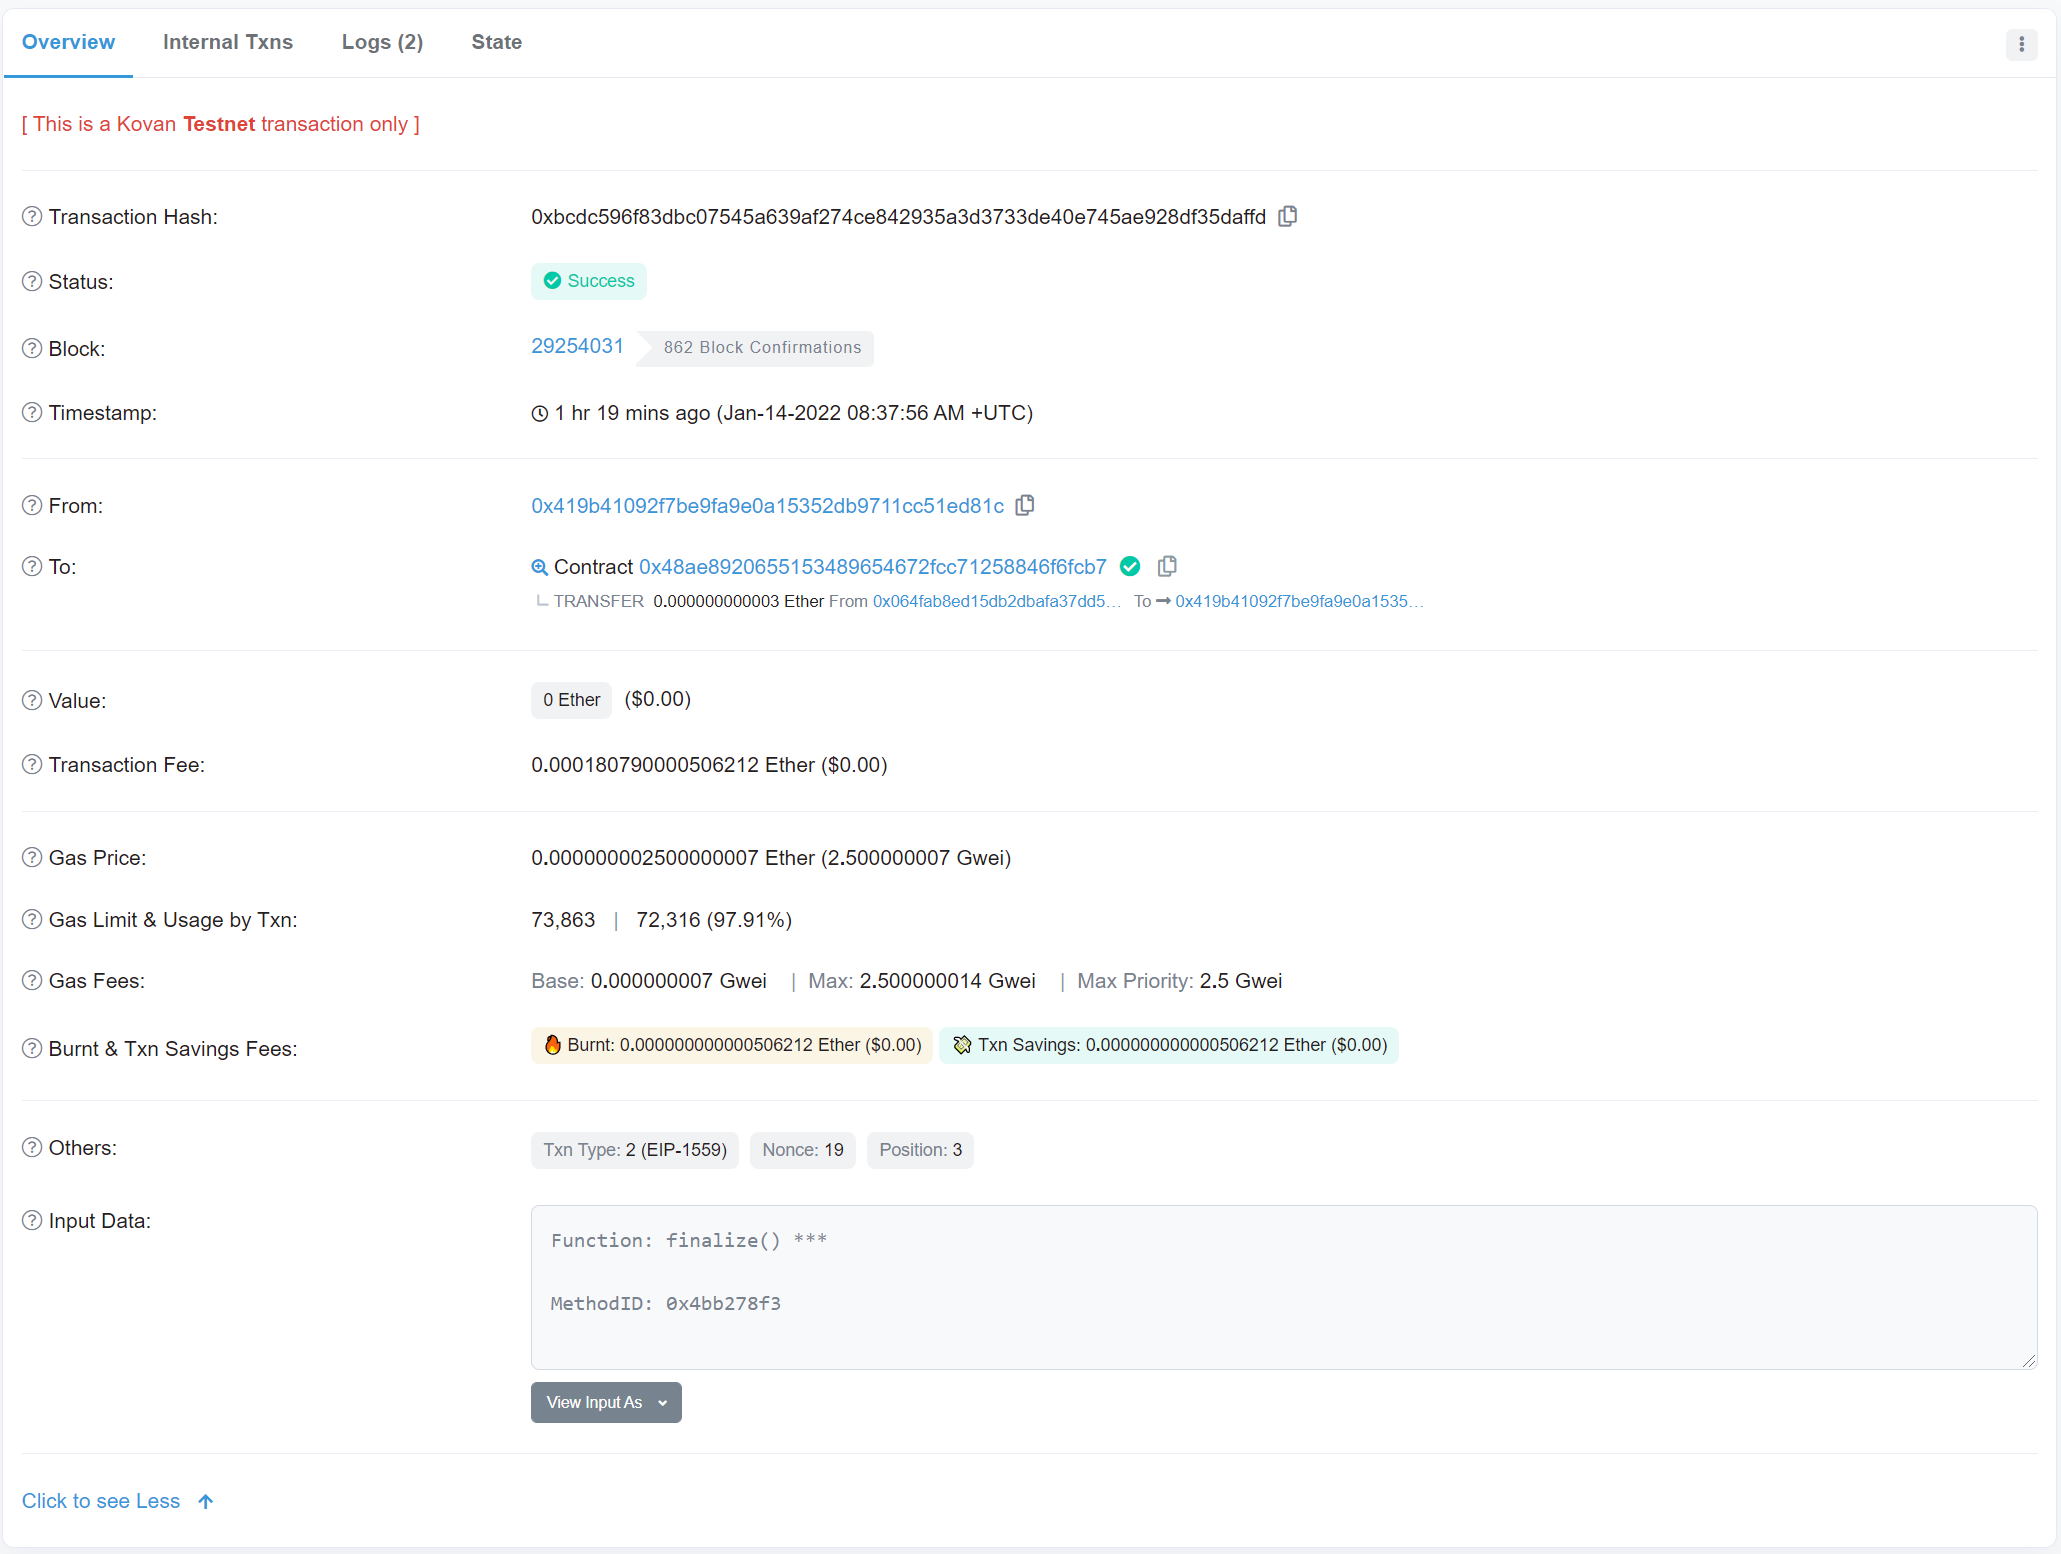 Overview Internal Txns Logs (2) State
[ This is a Kovan Testnet transaction only ]
Transaction Hash: 0xbcdc596f83dbc07545a639af274ce842935a3d3733de40e745ae928df35daffd
Status: Success
Block: 29254031 862 Block Confirmations
Timestamp: 1 hr 19 mins ago (Jan-14-2022 08:37:56 AM +UTC)
From: 0x419b41092f7be9fa9e0a15352db9711cc51ed81c
To: Contract 0x48ae8920655153489654672fcc71258846f6fcb7
TRANSFER 0.000000000003 Ether From 0x064fab8ed15db2dbafa37dd5... To 0x419b41092f7be9fa9e0a1535...
Value: 0 Ether ($0.00)
Transaction Fee: 0.000180790000506212 Ether ($0.00)
Gas Price: 0.000000002500000007 Ether (2.500000007 Gwei)
Gas Limit & Usage by Txn: 73,863 | 72,316 (97.91%)
Gas Fees: Base: 0.000000007 Gwei | Max: 2.500000014 Gwei | Max Priority: 2.5 Gwei
Burnt & Txn Savings Fees: Burnt: 0.000000000000506212 Ether ($0.00) Txn Savings: 0.000000000000506212 Ether ($0.00)
Others: Txn Type: 2 (EIP-1559) Nonce: 19 Position: 3
Input Data:
Function: finalize() ***
MethodID: 0x4bb278f3
View Input As
Click to see Less